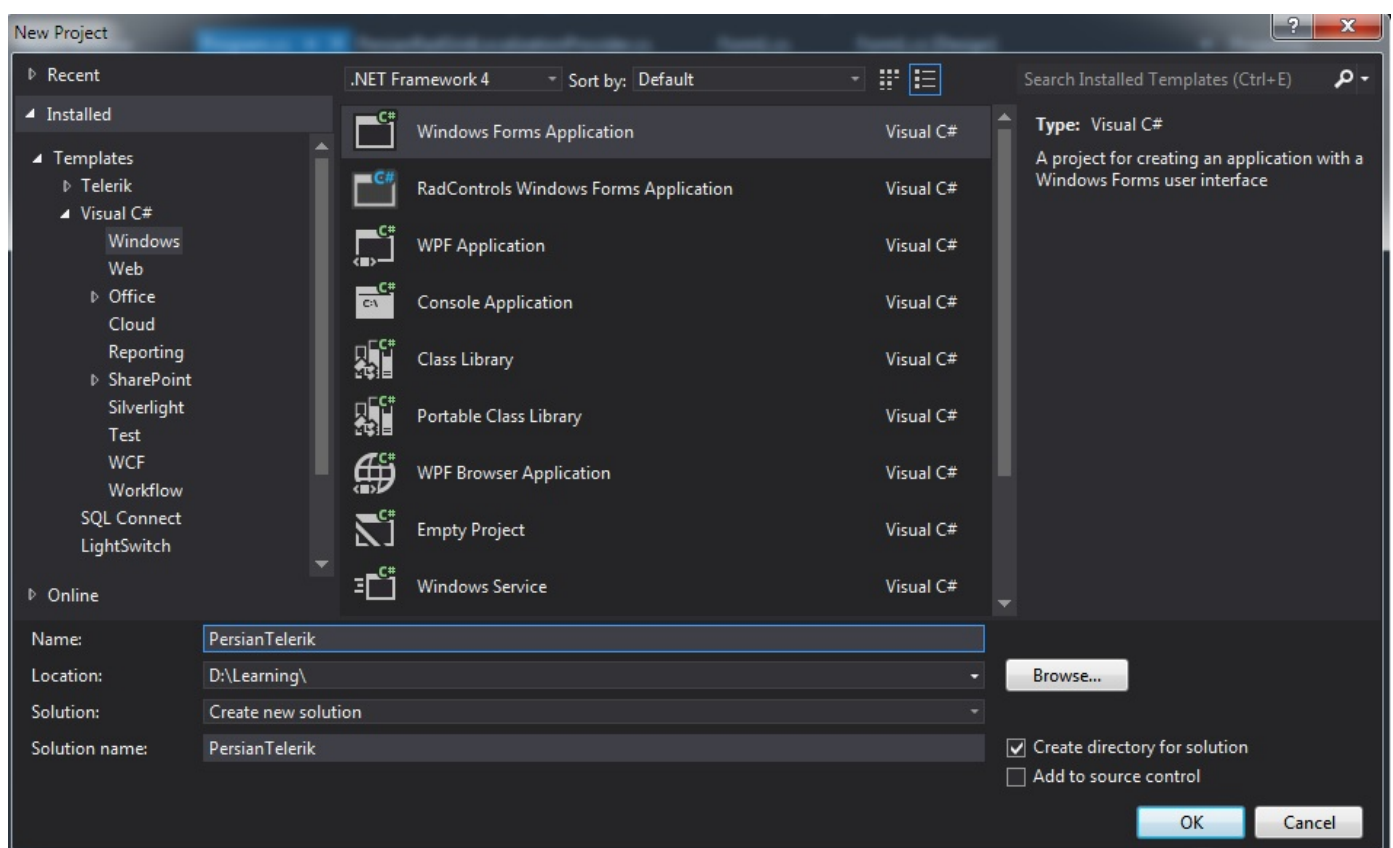 New Project
Recent
.NET Framework 4 Sort by: Default Search Installed Templates (Ctrl+E)
Installed
Templates
Telerik
Visual C#
Windows
Web
Office
Cloud
Reporting
SharePoint
Silverlight
Test
WCF
Workflow
SQL Connect
LightSwitch
Online
Windows Forms Application Visual C#
RadControls Windows Forms Application Visual C#
WPF Application Visual C#
Console Application Visual C#
Class Library Visual C#
Portable Class Library Visual C#
WPF Browser Application Visual C#
Empty Project Visual C#
Windows Service Visual C#
Type: Visual C#
A project for creating an application with a
Windows Forms user interface
Name: PersianTelerik
Location: D:\Learning\ Browse...
Solution: Create new solution
Solution name: PersianTelerik Create directory for solution
Add to source control
OK Cancel